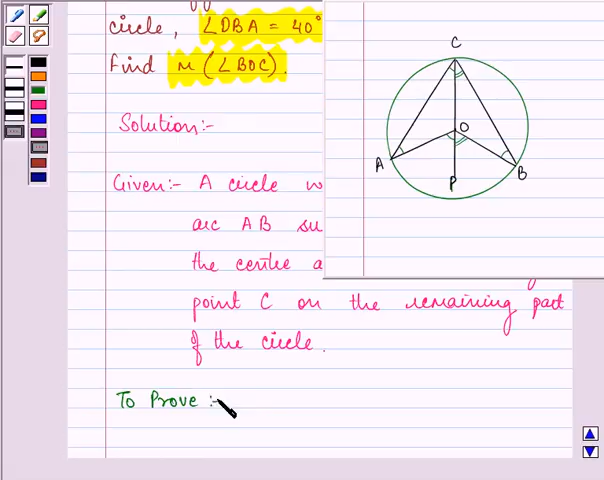 circle, ∠DBA = 40°
find m (∠BOC).
Solution:-
Given:- A circle
arc AB
the centre
point C on the remaining part
of the circle.
To Prove :-
C
O
A
B
P